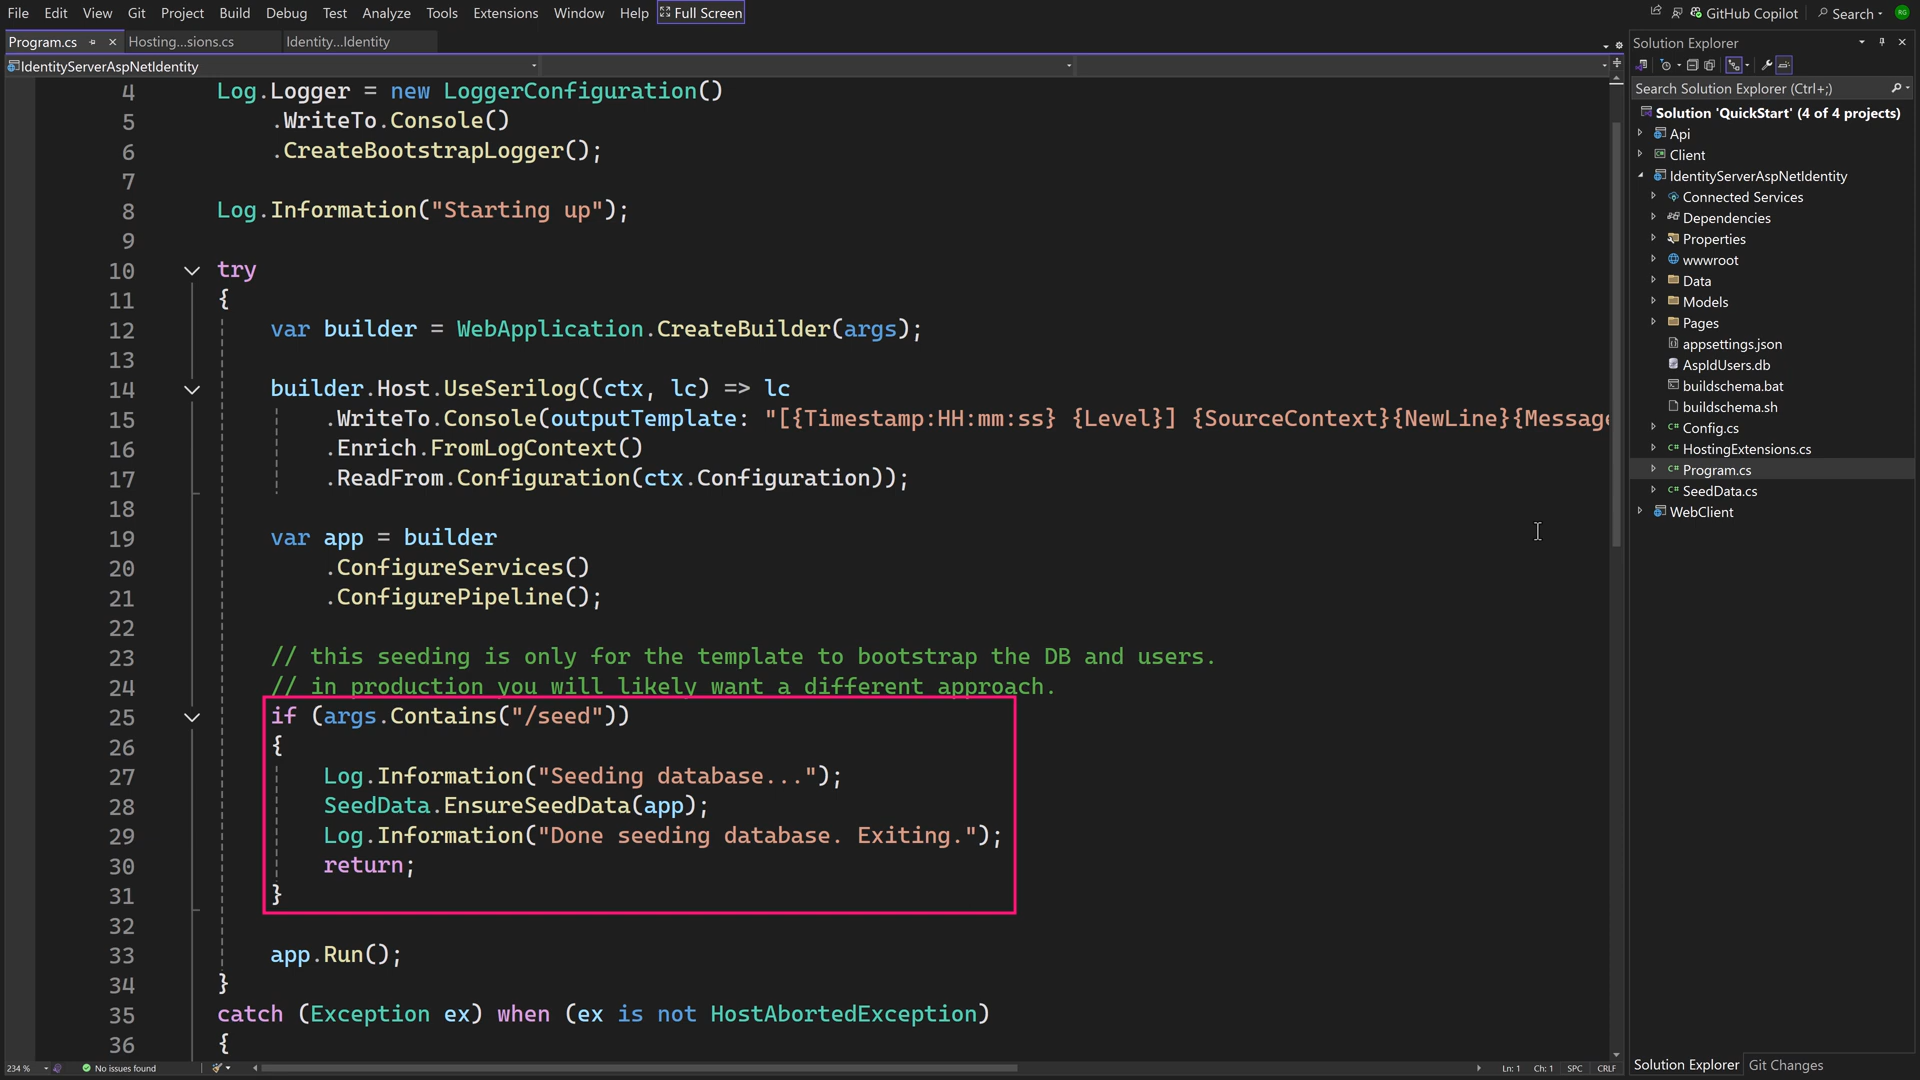 File Edit View Git Project Build Debug Test Analyze Tools Extensions Window Help Full Screen GitHub Copilot Search RG
Program.cs Hosting...sions.cs Identity...Identity
IdentityServerAspNetIdentity
4 Log.Logger = new LoggerConfiguration()
5 .WriteTo.Console()
6 .CreateBootstrapLogger();
7
8 Log.Information("Starting up");
9
10 try
11 {
12 var builder = WebApplication.CreateBuilder(args);
13
14 builder.Host.UseSerilog((ctx, lc) => lc
15 .WriteTo.Console(outputTemplate: "[{Timestamp:HH:mm:ss} {Level}] {SourceContext}{NewLine}{Message
16 .Enrich.FromLogContext()
17 .ReadFrom.Configuration(ctx.Configuration));
18
19 var app = builder
20 .ConfigureServices()
21 .ConfigurePipeline();
22
23 // this seeding is only for the template to bootstrap the DB and users.
24 // in production you will likely want a different approach.
25 if (args.Contains("/seed"))
26 {
27 Log.Information("Seeding database...");
28 SeedData.EnsureSeedData(app);
29 Log.Information("Done seeding database. Exiting.");
30 return;
31 }
32
33 app.Run();
34 }
35 catch (Exception ex) when (ex is not HostAbortedException)
36 {
234 % No issues found Ln: 1 Ch: 1 SPC CRLF
Solution Explorer
Search Solution Explorer (Ctrl+;)
Solution 'QuickStart' (4 of 4 projects)
Api
Client
IdentityServerAspNetIdentity
Connected Services
Dependencies
Properties
wwwroot
Data
Models
Pages
appsettings.json
AspIdUsers.db
buildschema.bat
buildschema.sh
Config.cs
HostingExtensions.cs
Program.cs
SeedData.cs
WebClient
Solution Explorer Git Changes